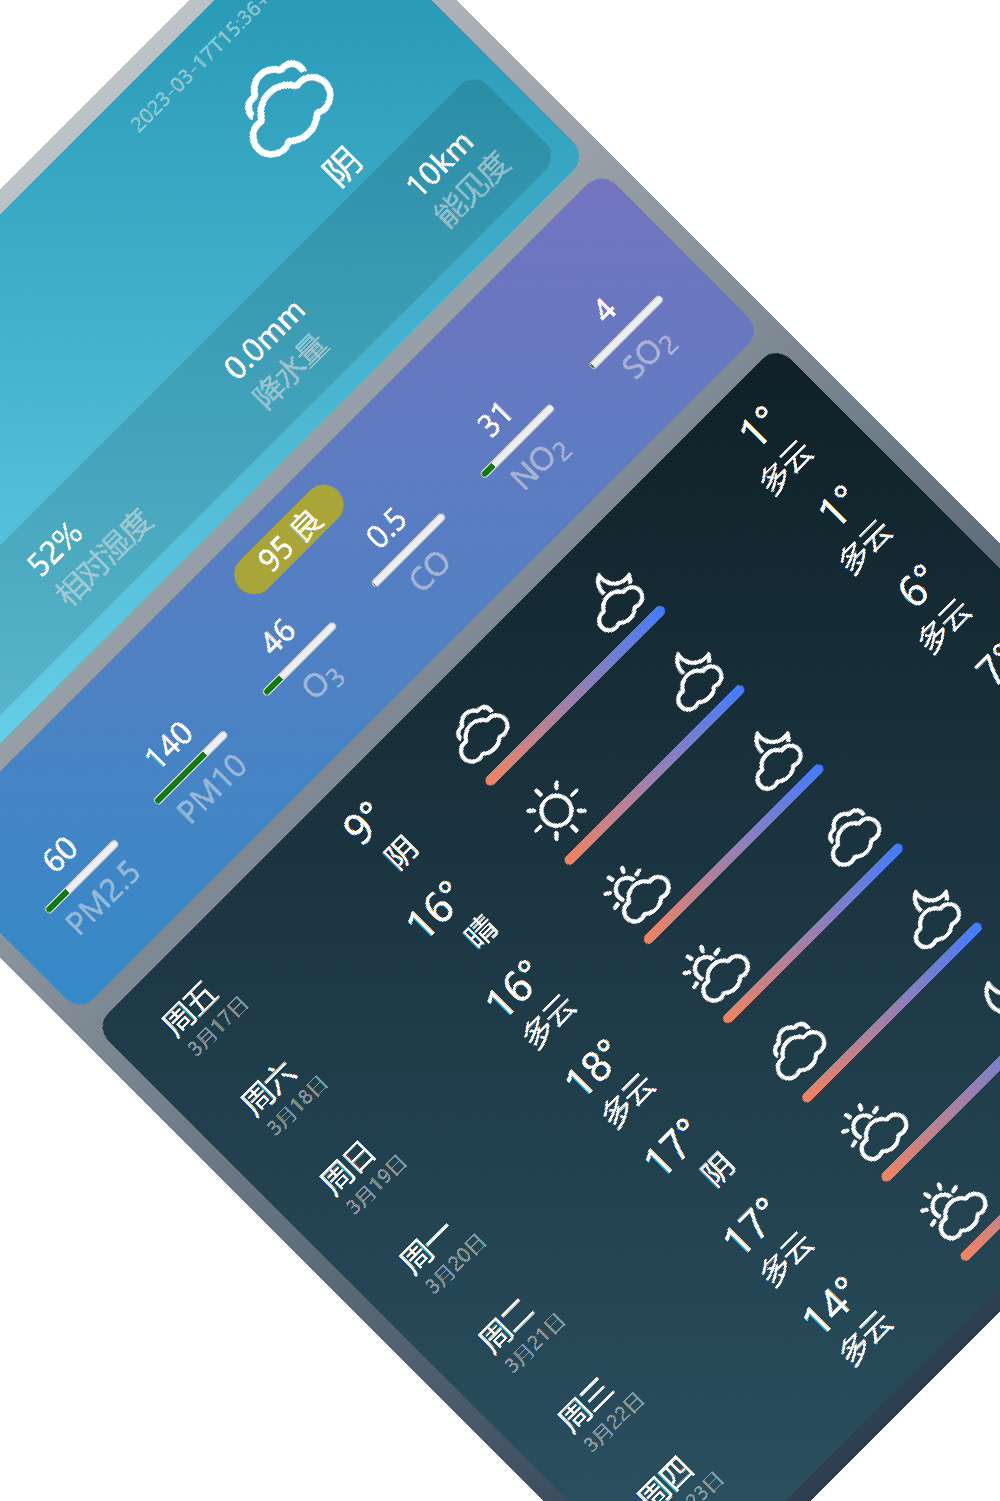 2023-03-17T15:36+
阴
52% 0.0mm 10km
相对湿度 降水量 能见度
95 良
60 140 46 0.5 31 4
PM2.5 PM10 O3 CO NO2 SO2
周五 9° 1°
3月17日 阴 多云
周六 16° 1°
3月18日 晴 多云
周日 16° 6°
3月19日 多云 多云
周一 18° 7°
3月20日 多云
周二 17°
3月21日 阴
周三 17°
3月22日 多云
周四 14°
23日 多云